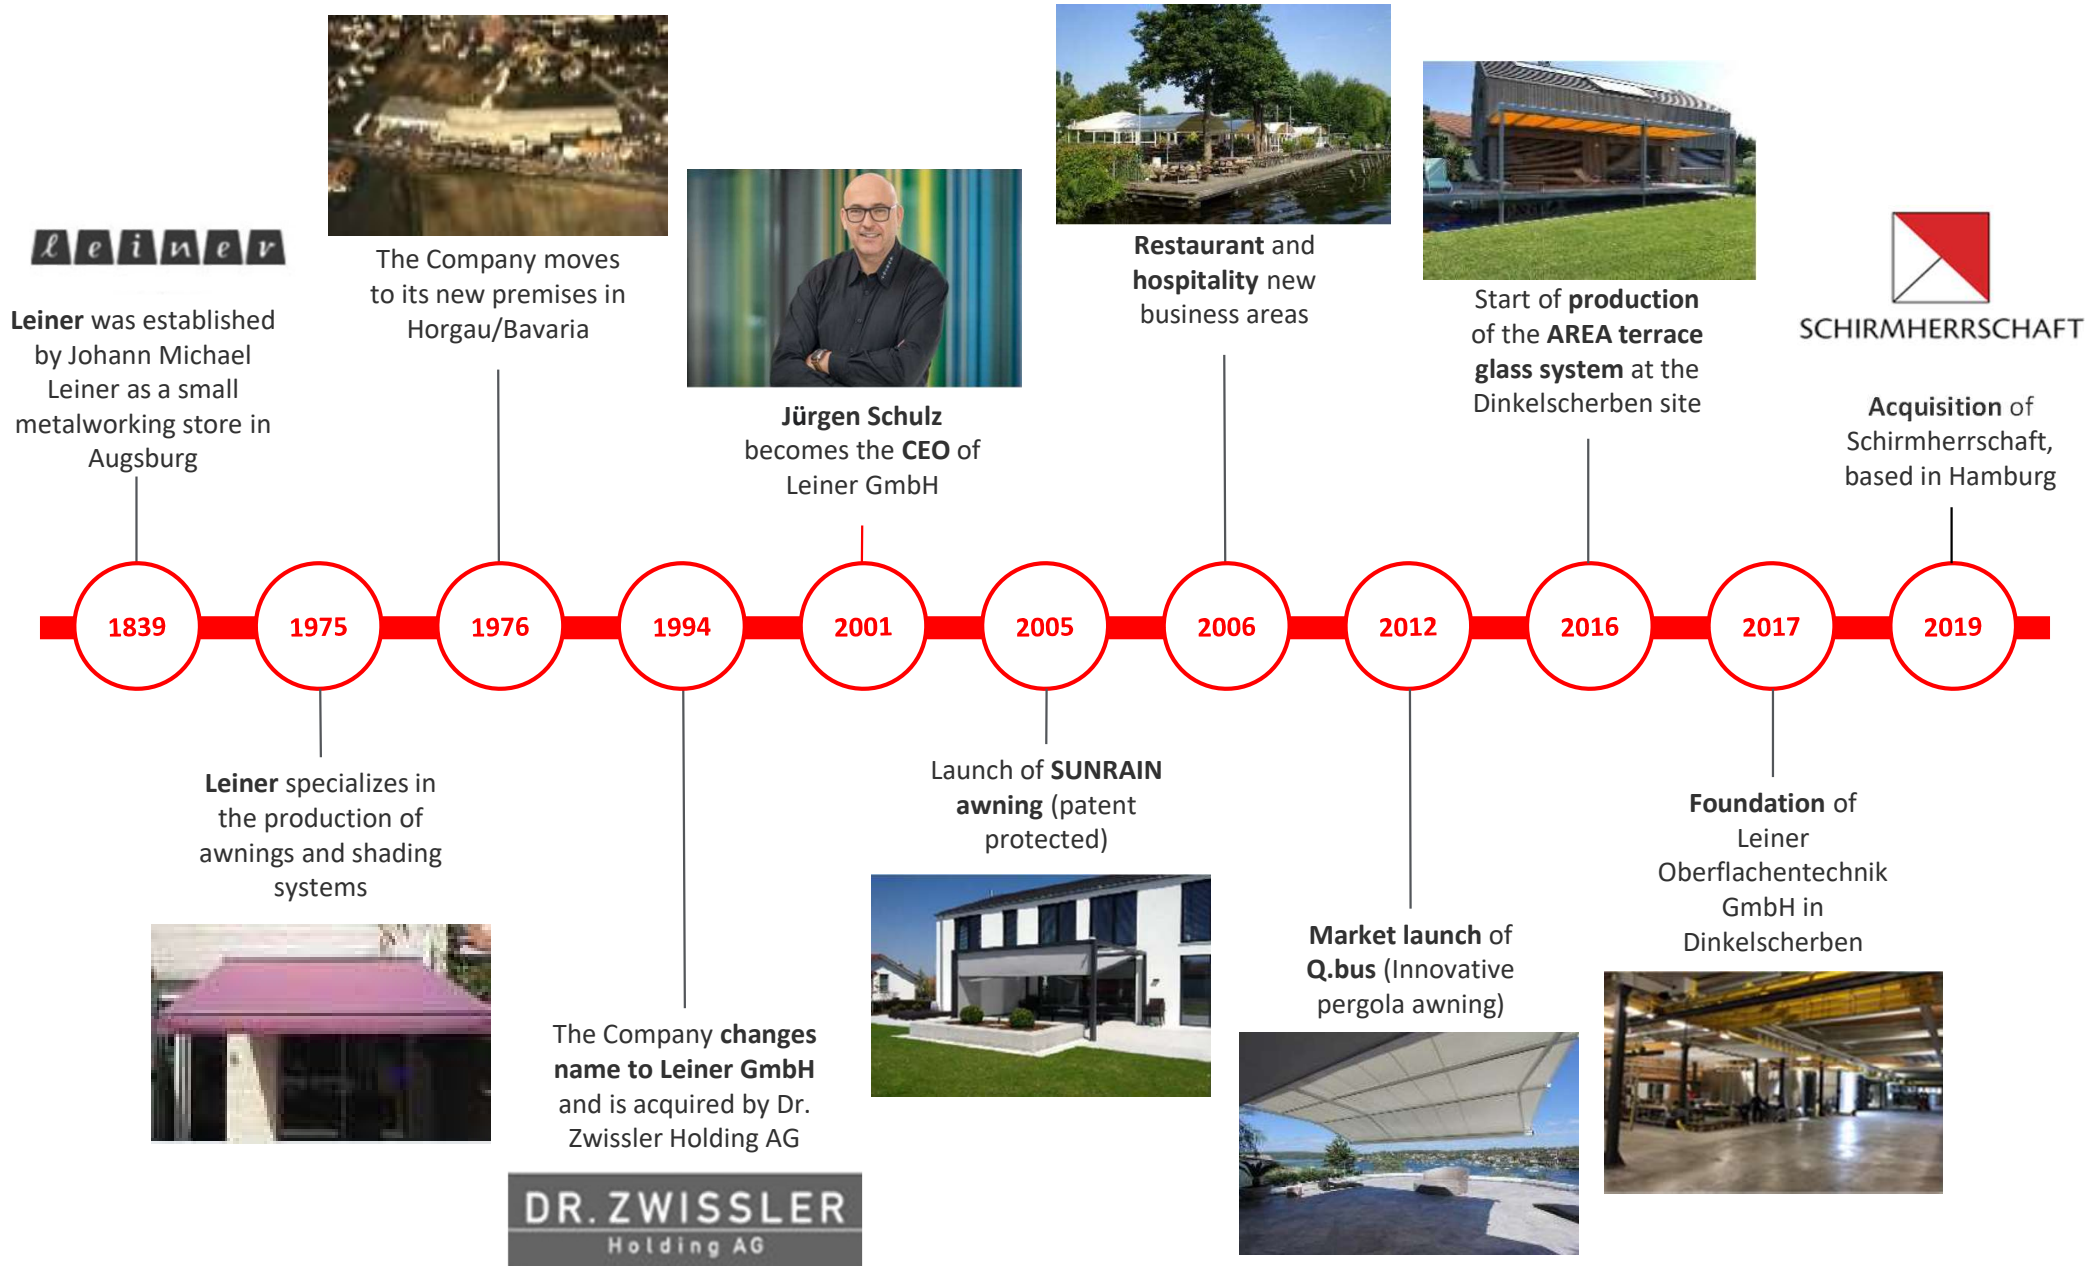 leiner
Leiner was established
by Johann Michael
Leiner as a small
metalworking store in
Augsburg
The Company moves
to its new premises in
Horgau/Bavaria
Jürgen Schulz
becomes the CEO of
Leiner GmbH
Restaurant and
hospitality new
business areas
Start of production
of the AREA terrace
glass system at the
Dinkelscherben site
SCHIRMHERRSCHAFT
Acquisition of
Schirmherrschaft,
based in Hamburg
1839
1975
1976
1994
2001
2005
2006
2012
2016
2017
2019
Leiner specializes in
the production of
awnings and shading
systems
The Company changes
name to Leiner GmbH
and is acquired by Dr.
Zwissler Holding AG
DR. ZWISSLER
Holding AG
Launch of SUNRAIN
awning (patent
protected)
Market launch of
Q.bus (Innovative
pergola awning)
Foundation of
Leiner
Oberflachentechnik
GmbH in
Dinkelscherben